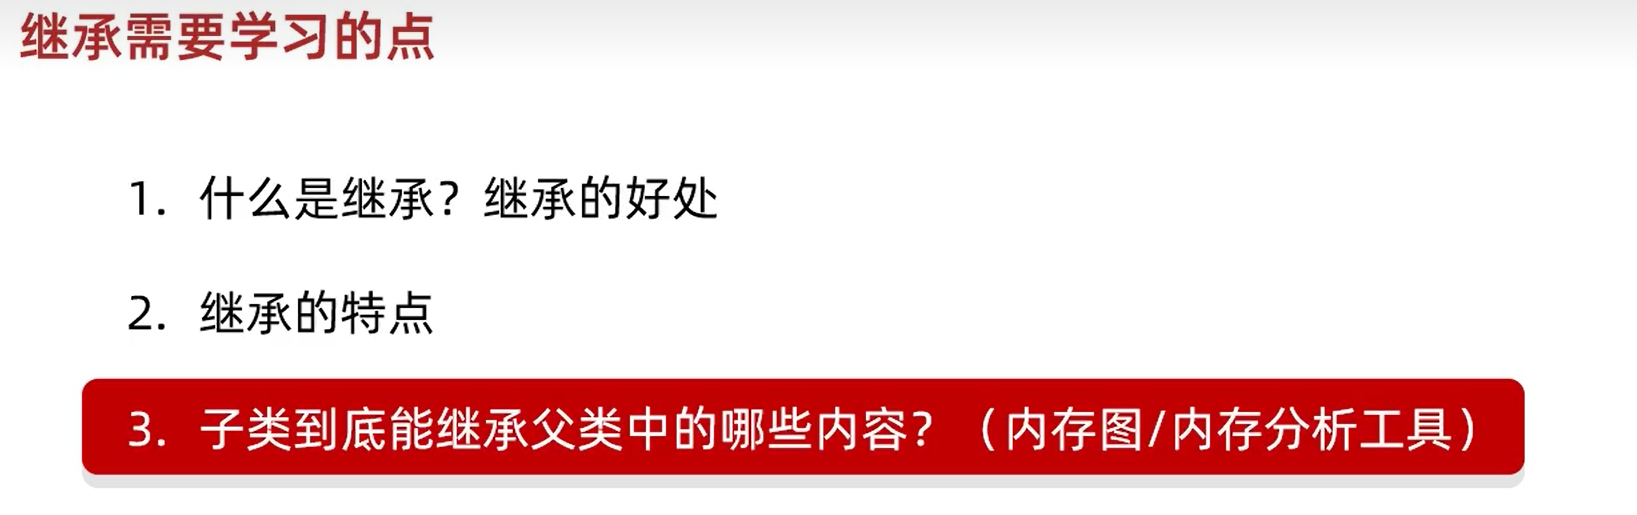 继承需要学习的点
1. 什么是继承？继承的好处
2. 继承的特点
3. 子类到底能继承父类中的哪些内容？（内存图/内存分析工具）